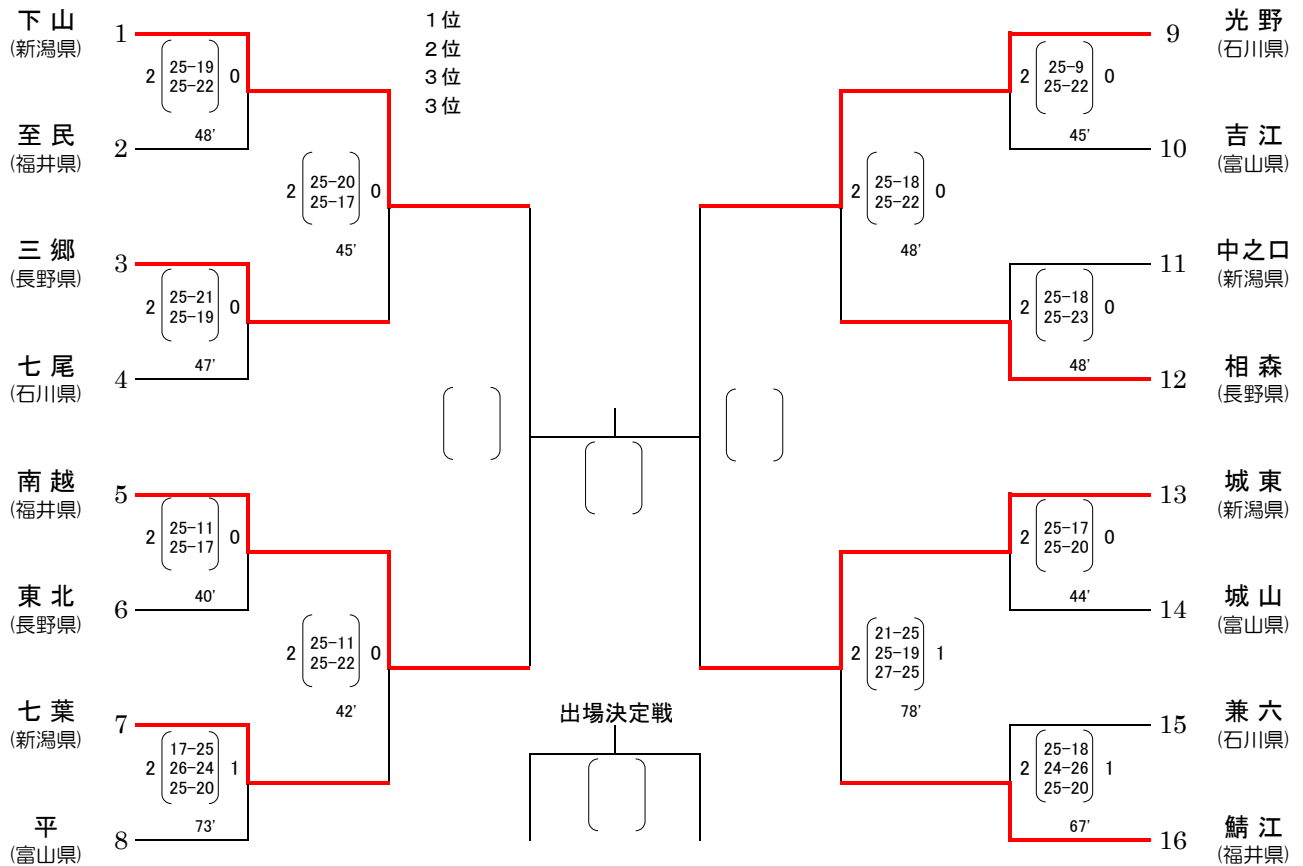 下山
(新潟県)
1
2
25-19
25-22
0
48’
至民
(福井県)
2
2
25-20
25-17
0
45’
三郷
(長野県)
3
2
25-21
25-19
0
47’
七尾
(石川県)
4
南越
(福井県)
5
2
25-11
25-17
0
40’
東北
(長野県)
6
2
25-11
25-22
0
42’
七葉
(新潟県)
7
2
17-25
26-24
25-20
1
73’
平
(富山県)
8
1位
2位
3位
3位
出場決定戦
9
光野
(石川県)
2
25-9
25-22
0
45’
10
吉江
(富山県)
2
25-18
25-22
0
48’
11
中之口
(新潟県)
2
25-18
25-23
0
48’
12
相森
(長野県)
13
城東
(新潟県)
2
25-17
25-20
0
44’
14
城山
(富山県)
2
21-25
25-19
27-25
1
78’
15
兼六
(石川県)
2
25-18
24-26
25-20
1
67’
16
鯖江
(福井県)